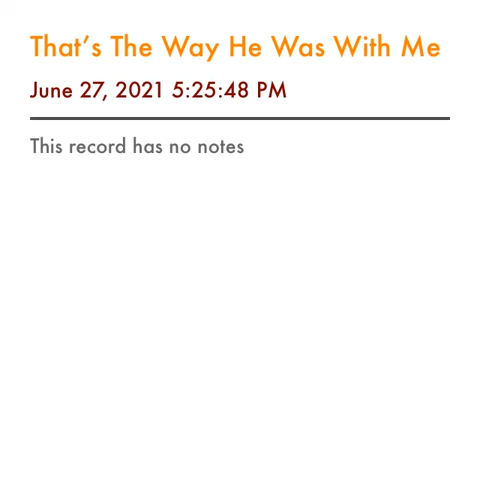 That’s The Way He Was With Me
June 27, 2021 5:25:48 PM
This record has no notes